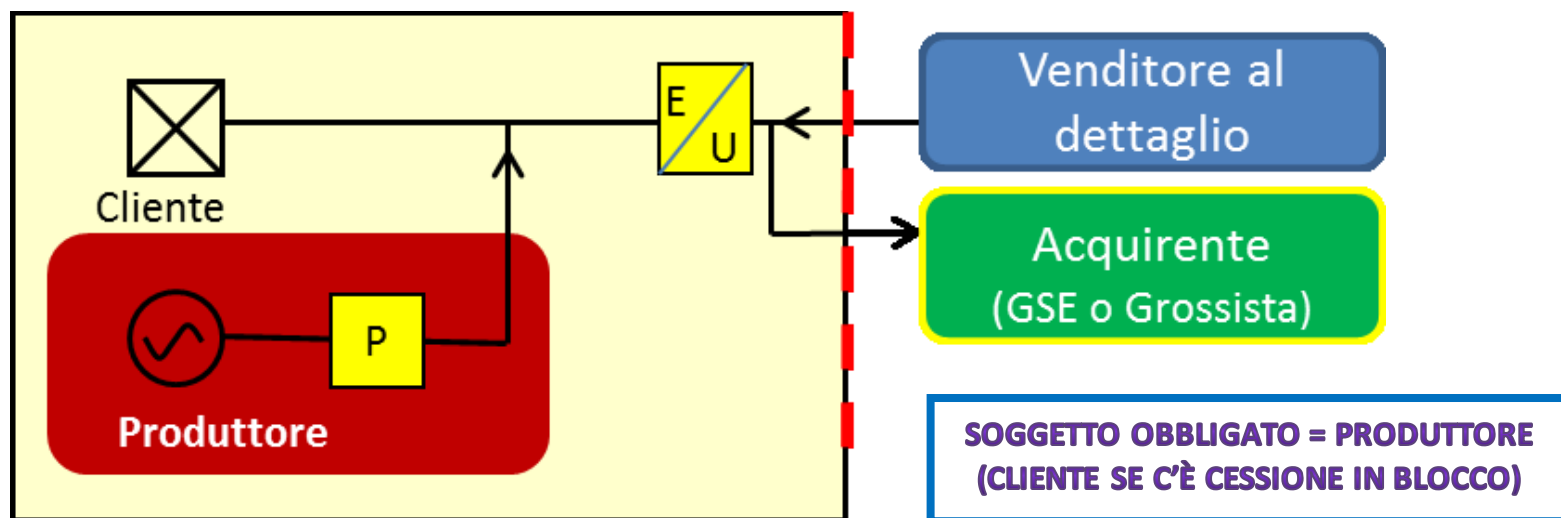 Cliente
Produttore
P
E
U
Venditore al
dettaglio
Acquirente
(GSE o Grossista)
SOGGETTO OBBLIGATO = PRODUTTORE
(CLIENTE SE C'È CESSIONE IN BLOCCO)